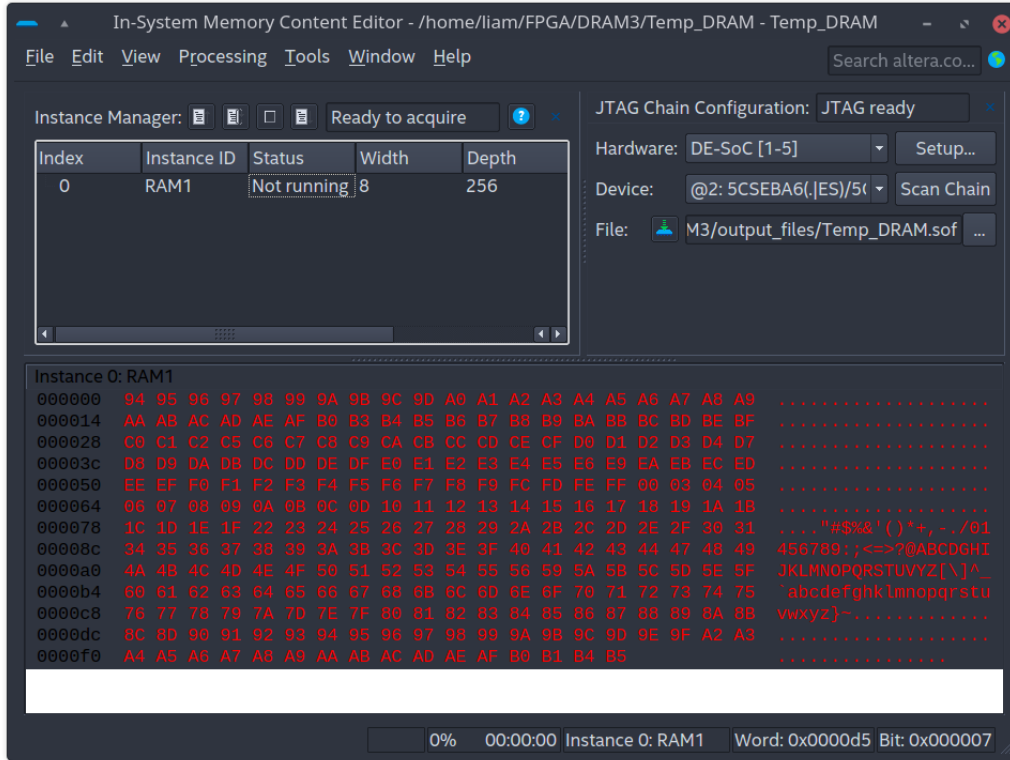 In-System Memory Content Editor - /home/liam/FPGA/DRAM3/Temp_DRAM - Temp_DRAM
File Edit View Processing Tools Window Help
Search altera.co...
Instance Manager: Ready to acquire
JTAG Chain Configuration: JTAG ready
Index Instance ID Status Width Depth
0 RAM1 Not running 8 256
Hardware: DE-SoC [1-5] Setup...
Device: @2: 5CSEBA6(.|ES)/5( Scan Chain
File: M3/output_files/Temp_DRAM.sof ...
Instance 0: RAM1
000000 94 95 96 97 98 99 9A 9B 9C 9D A0 A1 A2 A3 A4 A5 A6 A7 A8 A9 ....................
000014 AA AB AC AD AE AF B0 B3 B4 B5 B6 B7 B8 B9 BA BB BC BD BE BF ....................
000028 C0 C1 C2 C5 C6 C7 C8 C9 CA CB CC CD CE CF D0 D1 D2 D3 D4 D7 ....................
00003c D8 D9 DA DB DC DD DE DF E0 E1 E2 E3 E4 E5 E6 E9 EA EB EC ED ....................
000050 EE EF F0 F1 F2 F3 F4 F5 F6 F7 F8 F9 FC FD FE FF 00 03 04 05 ....................
000064 06 07 08 09 0A 0B 0C 0D 10 11 12 13 14 15 16 17 18 19 1A 1B ....................
000078 1C 1D 1E 1F 22 23 24 25 26 27 28 29 2A 2B 2C 2D 2E 2F 30 31 ...."#$%&'()*+,-./01
00008c 34 35 36 37 38 39 3A 3B 3C 3D 3E 3F 40 41 42 43 44 47 48 49 456789:;<=>?@ABCDGHI
0000a0 4A 4B 4C 4D 4E 4F 50 51 52 53 54 55 56 59 5A 5B 5C 5D 5E 5F JKLMNOPQRSTUVYZ[\]^_
0000b4 60 61 62 63 64 65 66 67 68 6B 6C 6D 6E 6F 70 71 72 73 74 75 `abcdefghklmnopqrstu
0000c8 76 77 78 79 7A 7D 7E 7F 80 81 82 83 84 85 86 87 88 89 8A 8B vwxyz}~.............
0000dc 8C 8D 90 91 92 93 94 95 96 97 98 99 9A 9B 9C 9D 9E 9F A2 A3 ....................
0000f0 A4 A5 A6 A7 A8 A9 AA AB AC AD AE AF B0 B1 B4 B5 ................
0% 00:00:00 Instance 0: RAM1 Word: 0x0000d5 Bit: 0x000007